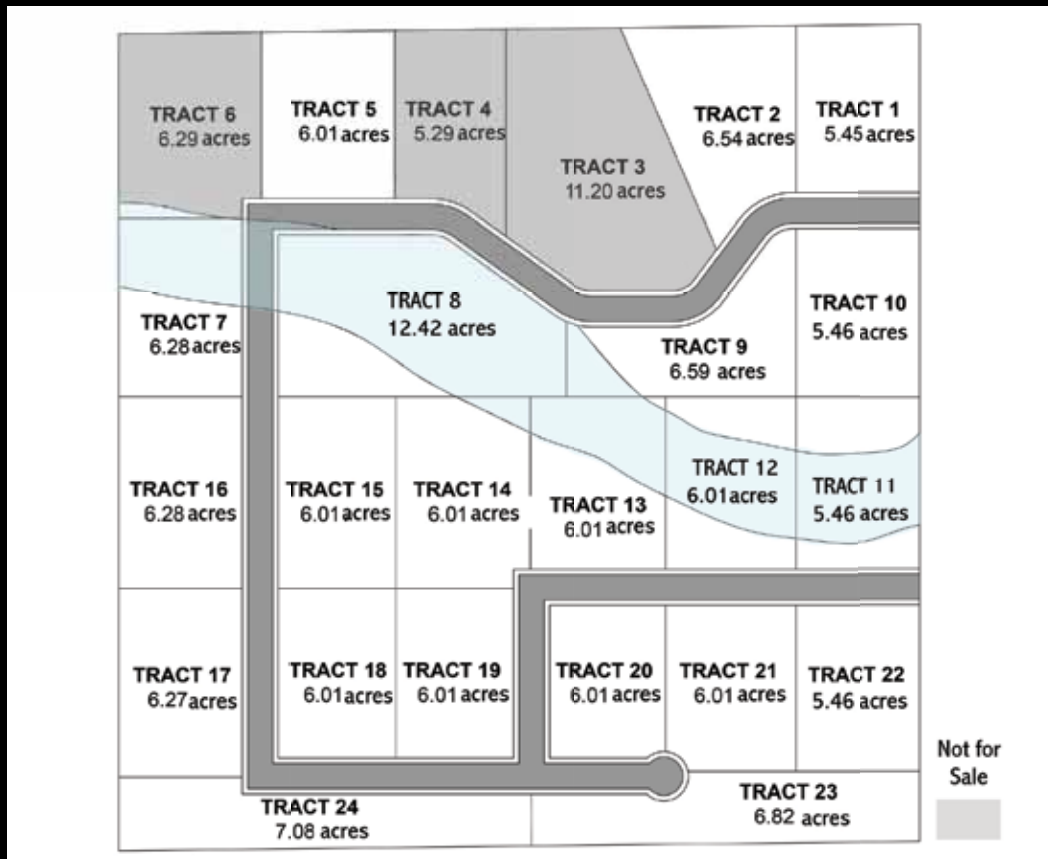 TRACT 6
6.29 acres
TRACT 5
6.01 acres
TRACT 4
5.29 acres
TRACT 3
11.20 acres
TRACT 2
6.54 acres
TRACT 1
5.45 acres
TRACT 7
6.28 acres
TRACT 8
12.42 acres
TRACT 9
6.59 acres
TRACT 10
5.46 acres
TRACT 16
6.28 acres
TRACT 15
6.01 acres
TRACT 14
6.01 acres
TRACT 13
6.01 acres
TRACT 12
6.01 acres
TRACT 11
5.46 acres
TRACT 17
6.27 acres
TRACT 18
6.01 acres
TRACT 19
6.01 acres
TRACT 20
6.01 acres
TRACT 21
6.01 acres
TRACT 22
5.46 acres
TRACT 24
7.08 acres
TRACT 23
6.82 acres
Not for
Sale